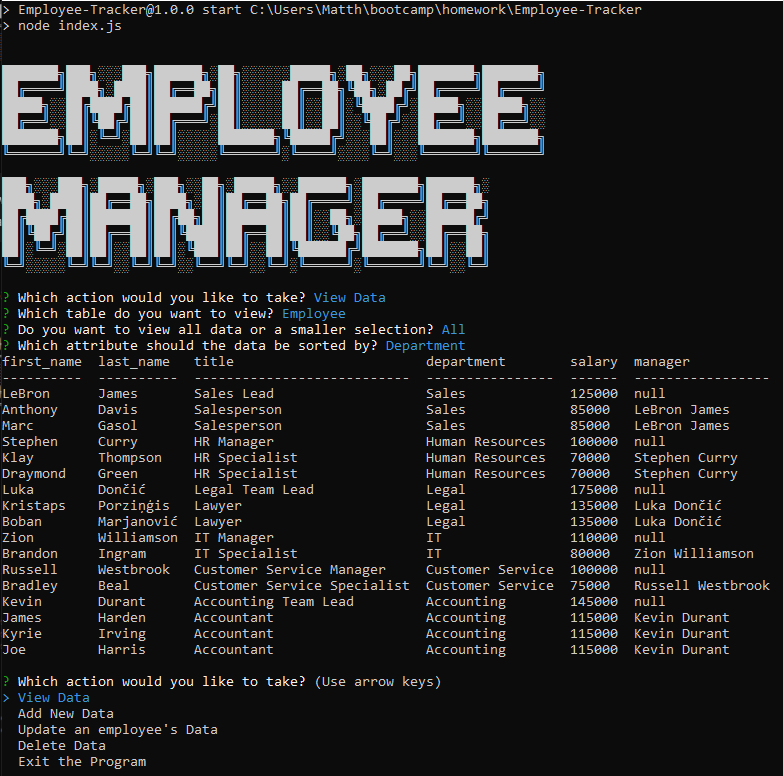 > Employee-Tracker@1.0.0 start C:\Users\Matth\bootcamp\homework\Employee-Tracker
> node index.js
EMPLOYEE
MANAGER
? Which action would you like to take? View Data
? Which table do you want to view? Employee
? Do you want to view all data or a smaller selection? All
? Which attribute should the data be sorted by? Department
first_name  last_name   title                        department        salary  manager
----------  ----------  ---------------------------  ----------------  ------  -----------------
LeBron      James       Sales Lead                   Sales             125000  null
Anthony     Davis       Salesperson                  Sales             85000   LeBron James
Marc        Gasol       Salesperson                  Sales             85000   LeBron James
Stephen     Curry       HR Manager                   Human Resources   100000  null
Klay        Thompson    HR Specialist                Human Resources   70000   Stephen Curry
Draymond    Green       HR Specialist                Human Resources   70000   Stephen Curry
Luka        Dončić      Legal Team Lead              Legal             175000  null
Kristaps    Porziņģis   Lawyer                       Legal             135000  Luka Dončić
Boban       Marjanović  Lawyer                       Legal             135000  Luka Dončić
Zion        Williamson  IT Manager                   IT                110000  null
Brandon     Ingram      IT Specialist                IT                80000   Zion Williamson
Russell     Westbrook   Customer Service Manager     Customer Service  100000  null
Bradley     Beal        Customer Service Specialist  Customer Service  75000   Russell Westbrook
Kevin       Durant      Accounting Team Lead         Accounting        145000  null
James       Harden      Accountant                   Accounting        115000  Kevin Durant
Kyrie       Irving      Accountant                   Accounting        115000  Kevin Durant
Joe         Harris      Accountant                   Accounting        115000  Kevin Durant
? Which action would you like to take? (Use arrow keys)
> View Data
  Add New Data
  Update an employee's Data
  Delete Data
  Exit the Program